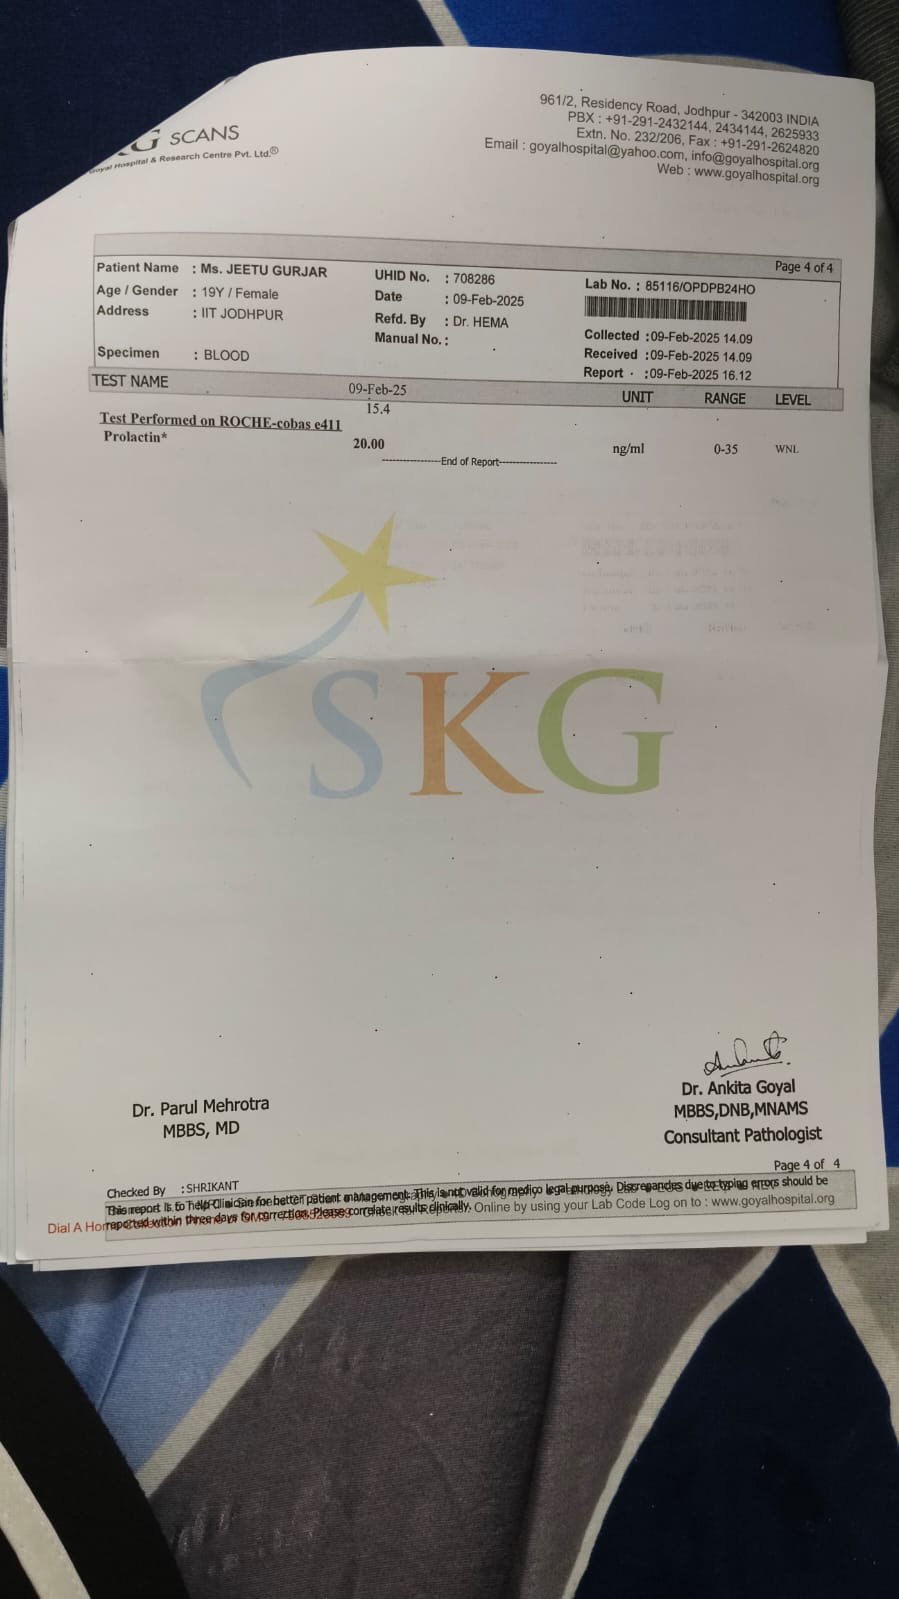 G SCANS
Goyal Hospital & Research Centre Pvt. Ltd.®
961/2, Residency Road, Jodhpur - 342003 INDIA
PBX : +91-291-2432144, 2434144, 2625933
Extn. No. 232/206, Fax : +91-291-2624820
Email : goyalhospital@yahoo.com, info@goyalhospital.org
Web : www.goyalhospital.org
Page 4 of 4
Patient Name : Ms. JEETU GURJAR UHID No. : 708286 Lab No. : 85116/OPDPB24HO
Age / Gender : 19Y / Female Date : 09-Feb-2025
Address : IIT JODHPUR Refd. By : Dr. HEMA Collected :09-Feb-2025 14.09
Manual No. : Received :09-Feb-2025 14.09
Specimen : BLOOD Report :09-Feb-2025 16.12
TEST NAME 09-Feb-25 UNIT RANGE LEVEL
15.4
Test Performed on ROCHE-cobas e411
Prolactin* 20.00 ng/ml 0-35 WNL
-----------------End of Report-----------------
SKG
Dr. Parul Mehrotra
MBBS, MD
Dr. Ankita Goyal
MBBS,DNB,MNAMS
Consultant Pathologist
Page 4 of 4
Checked By : SHRIKANT
This report is to help Clinician for better patient management. This is not valid for medico legal purpose. Discrepancies due to typing errors should be
reported within three days for correction. Please correlate results clinically.
Online by using your Lab Code Log on to : www.goyalhospital.org
Dial A Home Collection